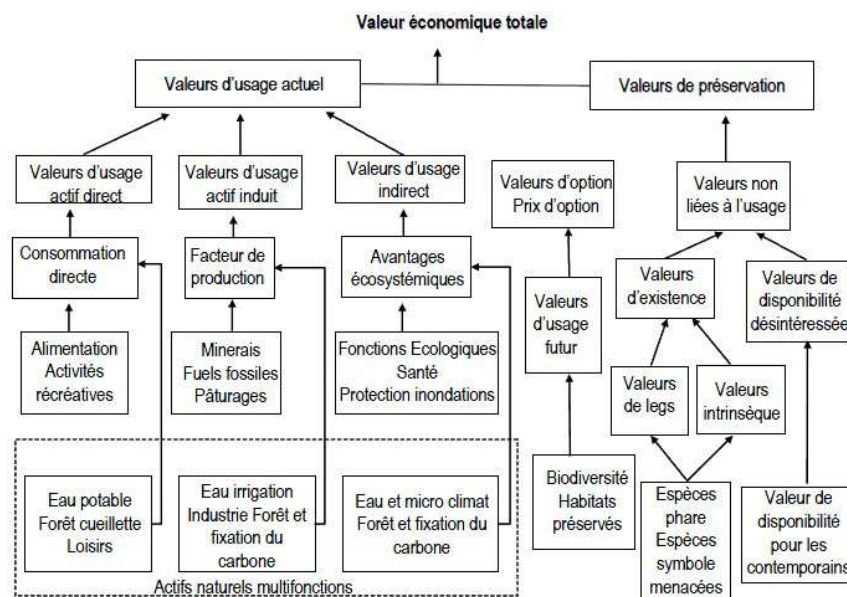 Valeur économique totale
Valeurs d'usage actuel
Valeurs de préservation
Valeurs d'usage
actif direct
Valeurs d'usage
actif induit
Valeurs d'usage
indirect
Valeurs d'option
Prix d'option
Valeurs non
liées à l'usage
Consommation
directe
Facteur de
production
Avantages
écosystémiques
Valeurs
d'usage
futur
Valeurs
d'existence
Valeurs de
disponibilité
désintéressée
Alimentation
Activités
récréatives
Minerais
Fuels fossiles
Pâturages
Fonctions Ecologiques
Santé
Protection inondations
Valeurs
de legs
Valeurs
intrinsèque
Eau potable
Forêt cueillette
Loisirs
Eau irrigation
Industrie Forêt et
fixation du
carbone
Eau et micro climat
Forêt et fixation du
carbone
Biodiversité
Habitats
préservés
Espèces
phare
Espèces
symbole
menacées
Valeur de
disponibilité
pour les
contemporains
Actifs naturels multifonctions